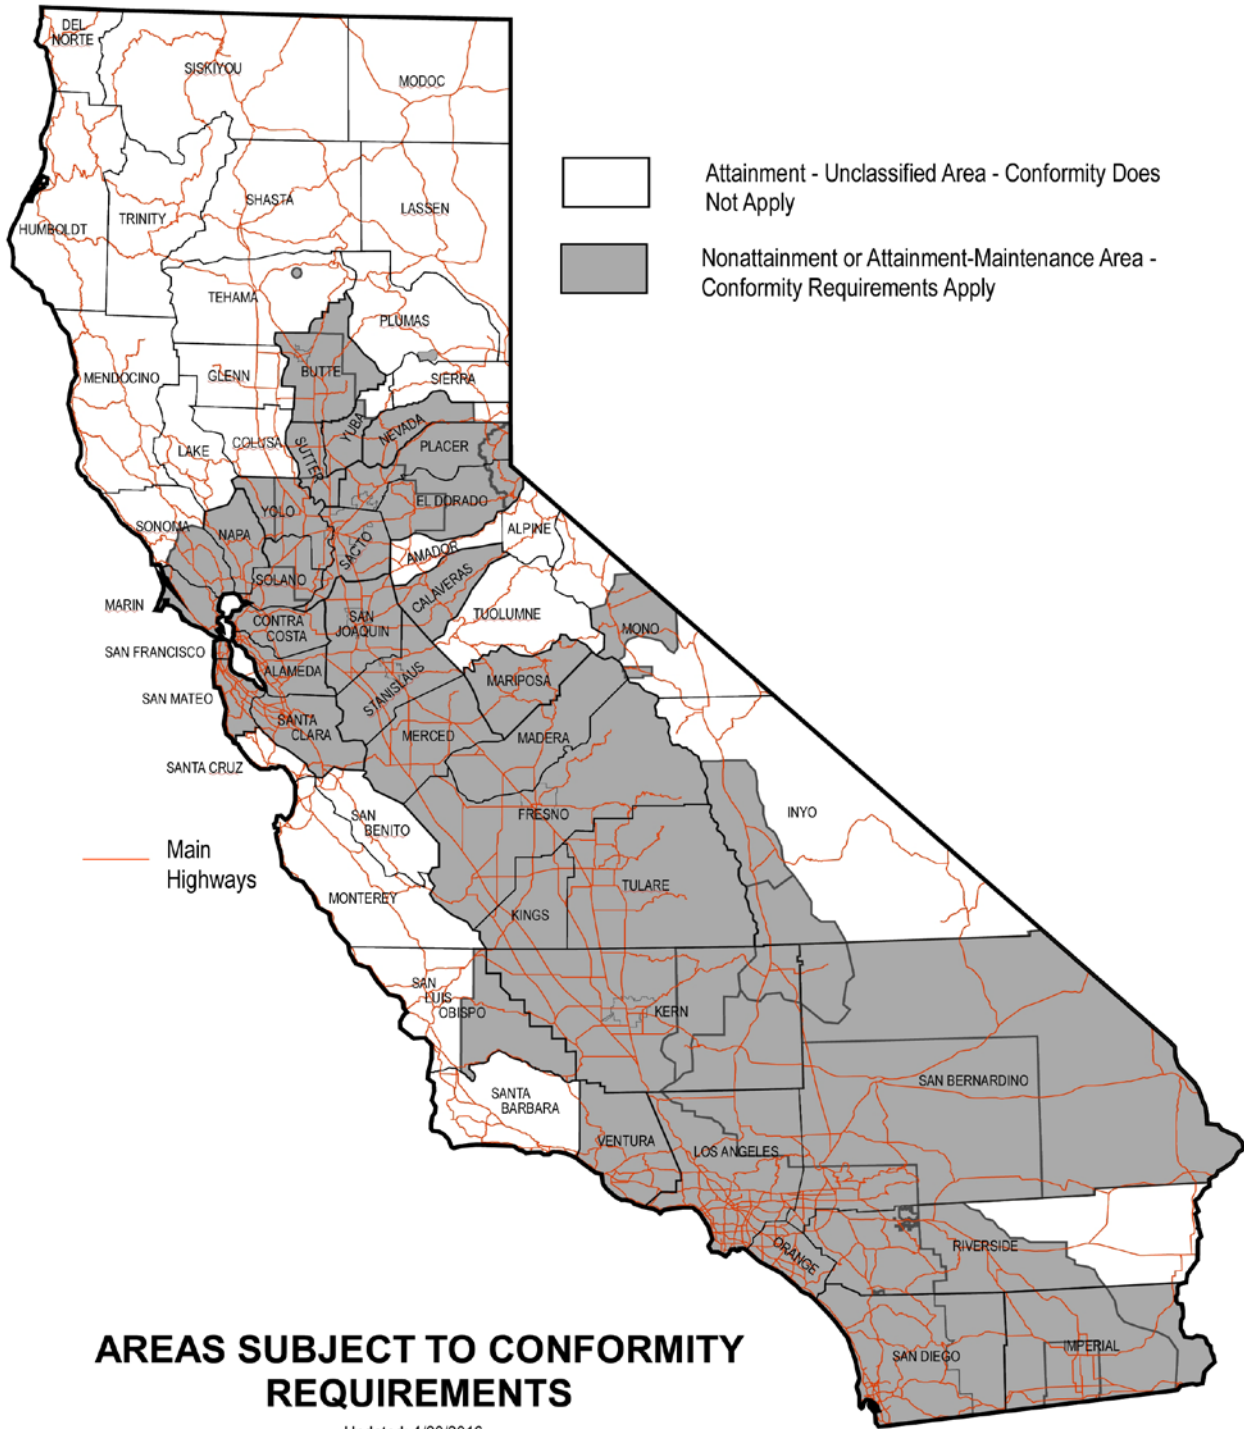 DEL
NORTE
SISKIYOU
MODOC
Attainment - Unclassified Area - Conformity Does
Not Apply
HUMBOLDT
TRINITY
SHASTA
LASSEN
Nonattainment or Attainment-Maintenance Area -
Conformity Requirements Apply
TEHAMA
PLUMAS
MENDOCINO
GLENN
BUTTE
SIERRA
LAKE
COLUSA
SUTTER
YUBA
NEVADA
PLACER
SONOMA
NAPA
YOLO
EL DORADO
SACTO
ALPINE
AMADOR
SOLANO
CALAVERAS
MARIN
CONTRA
COSTA
SAN
JOAQUIN
TUOLUMNE
MONO
SAN FRANCISCO
ALAMEDA
STANISLAUS
MARIPOSA
SAN MATEO
SANTA
CLARA
MERCED
MADERA
SANTA CRUZ
SAN
BENITO
FRESNO
INYO
Main
Highways
MONTEREY
KINGS
TULARE
SAN
LUIS
OBISPO
KERN
SANTA
BARBARA
SAN BERNARDINO
VENTURA
LOS ANGELES
ORANGE
RIVERSIDE
SAN DIEGO
IMPERIAL
AREAS SUBJECT TO CONFORMITY
REQUIREMENTS